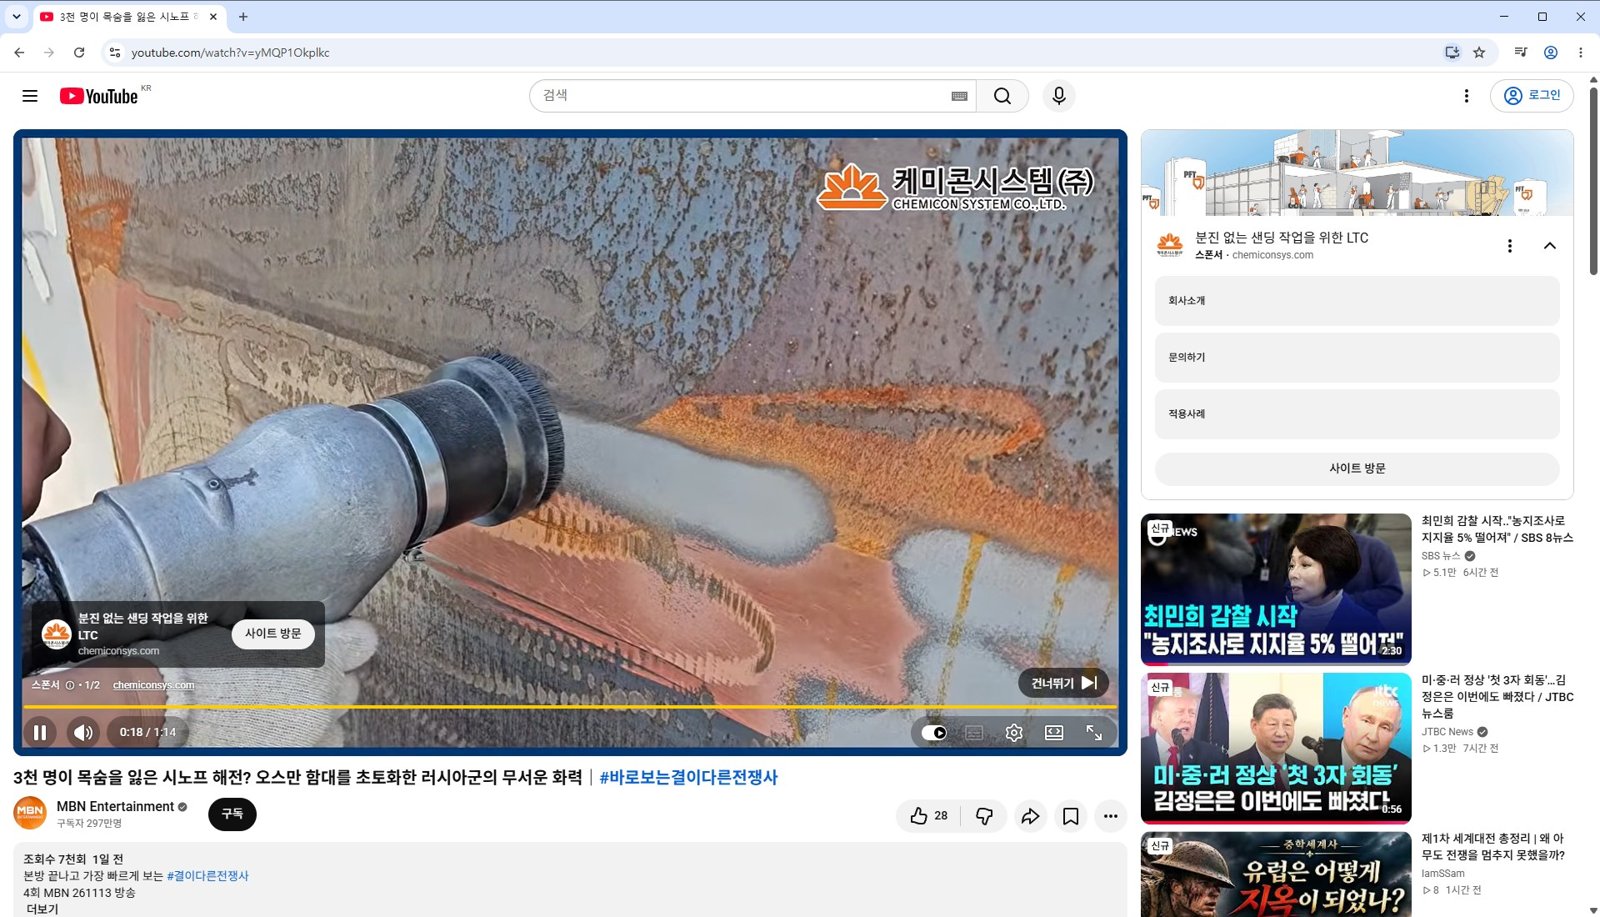 3천 명이 목숨을 잃은 시노프 해
youtube.com/watch?v=yMQP1Okplkc
YouTube KR
검색
로그인
케미콘시스템(주)
CHEMICON SYSTEM CO.,LTD.
분진 없는 샌딩 작업을 위한
LTC
chemiconsys.com
사이트 방문
스폰서 • 1/2 chemiconsys.com
건너뛰기
0:18 / 1:14
3천 명이 목숨을 잃은 시노프 해전? 오스만 함대를 초토화한 러시아군의 무서운 화력｜#바로보는결이다른전쟁사
MBN
MBN Entertainment
구독자 297만명
구독
28
조회수 7천회 1일 전
본방 끝나고 가장 빠르게 보는 #결이다른전쟁사
4회 MBN 261113 방송
더보기
PFT
PFT
PFT
분진 없는 샌딩 작업을 위한 LTC
스폰서 · chemiconsys.com
회사소개
문의하기
적용사례
사이트 방문
신규
NEWS
최민희 감찰 시작
"농지조사로 지지율 5% 떨어져"
2:30
최민희 감찰 시작.."농지조사로
지지율 5% 떨어져" / SBS 8뉴스
SBS 뉴스
5.1만 6시간 전
신규
jtbc
news
미·중·러 정상 '첫 3자 회동'
김정은은 이번에도 빠졌다
0:56
미·중·러 정상 '첫 3자 회동'...김
정은은 이번에도 빠졌다 / JTBC
뉴스룸
JTBC News
1.3만 7시간 전
신규
중학세계사
유럽은 어떻게
지옥이 되었나?
제1차 세계대전 총정리 | 왜 아
무도 전쟁을 멈추지 못했을까?
IamSSam
8 1시간 전